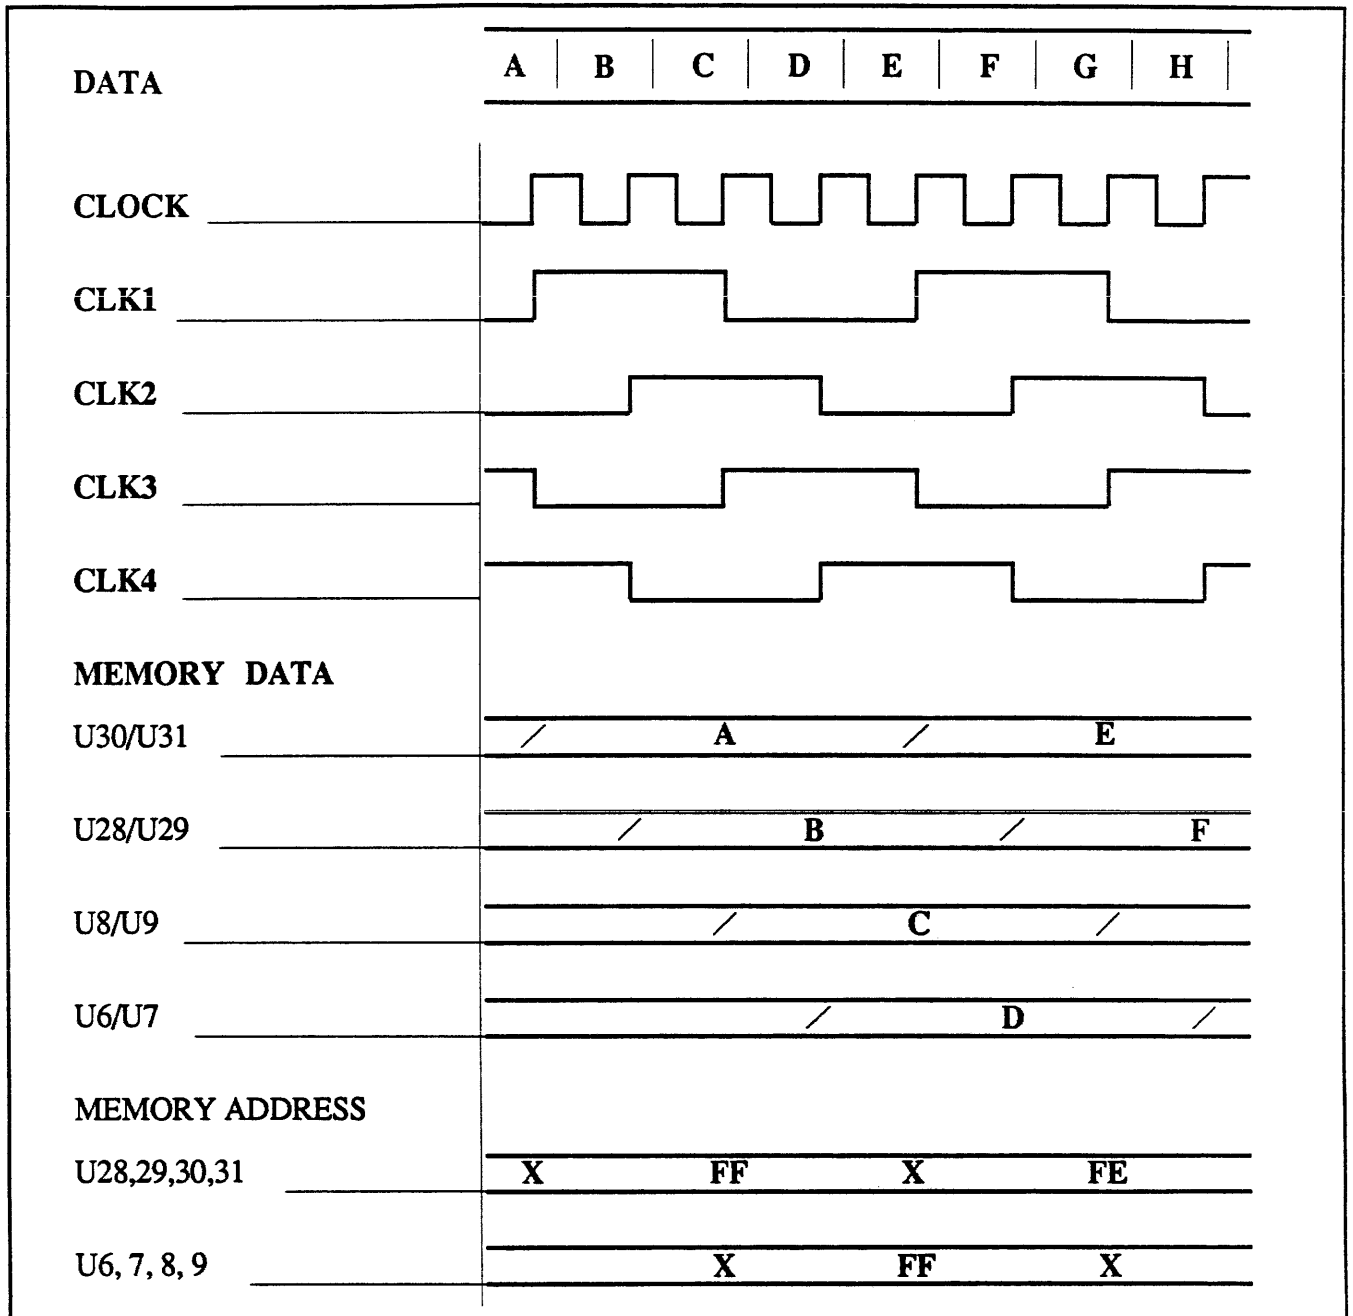 DATA A B C D E F G H
CLOCK
CLK1
CLK2
CLK3
CLK4
MEMORY DATA
U30/U31 / A / E
U28/U29 / B / F
U8/U9 / C /
U6/U7 / D /
MEMORY ADDRESS
U28,29,30,31 X FF X FE
U6, 7, 8, 9 X FF X